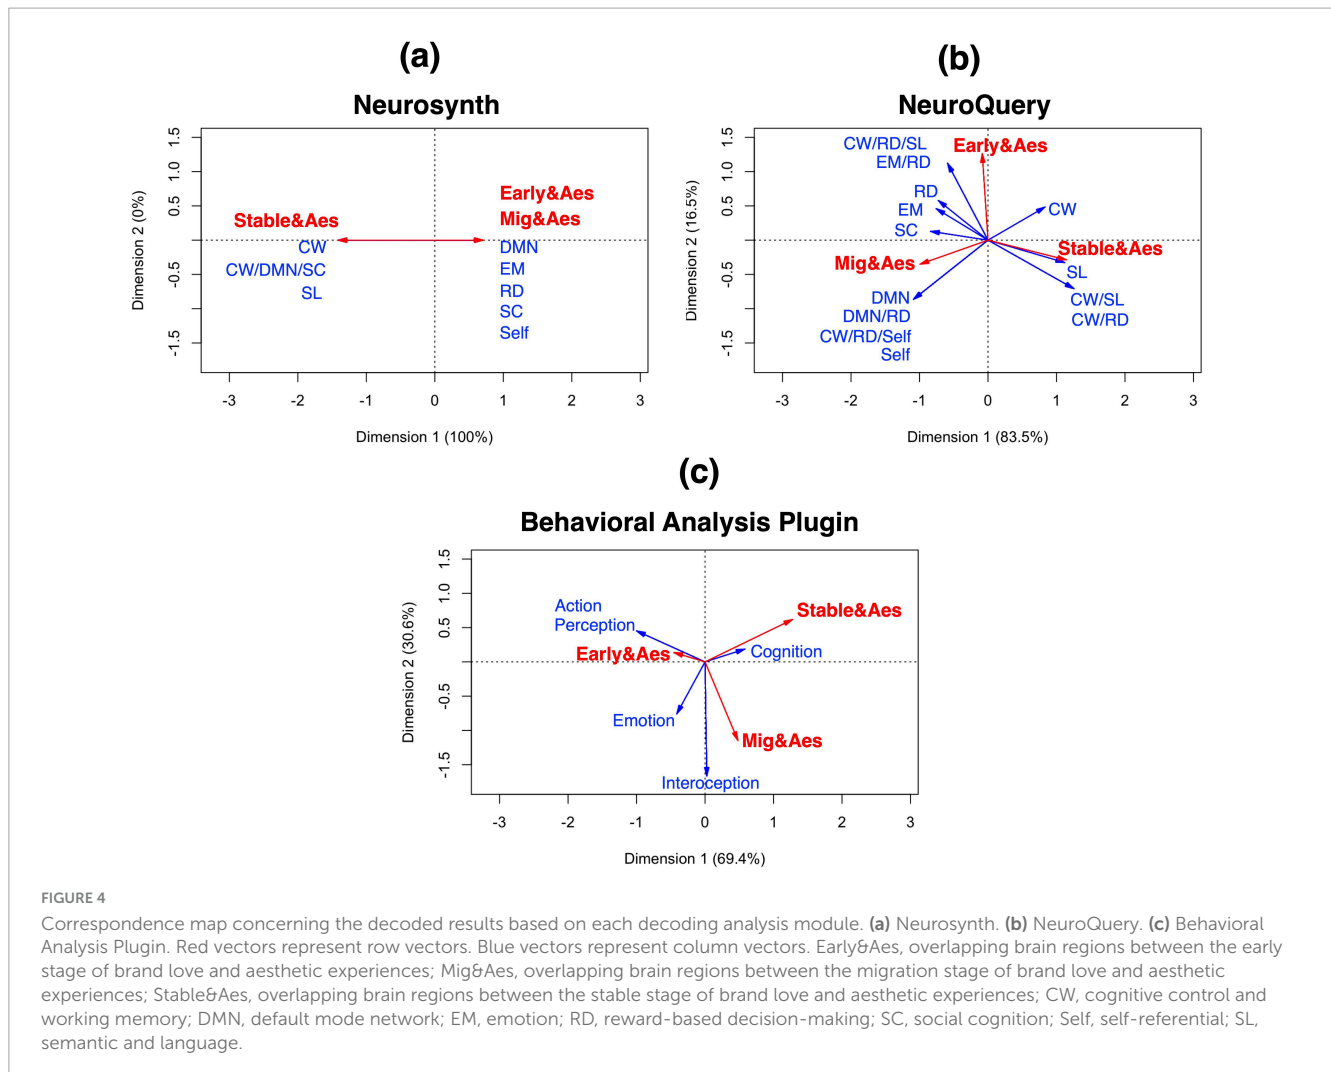 (a)
Neurosynth
1.5
1.0
0.5
-0.5
-1.5
Dimension 2 (0%)
Early&Aes
Mig&Aes
Stable&Aes
CW
CW/DMN/SC
SL
DMN
EM
RD
SC
Self
-3
-2
-1
0
1
2
3
Dimension 1 (100%)
(b)
NeuroQuery
1.5
1.0
0.5
-0.5
-1.5
Dimension 2 (16.5%)
CW/RD/SL
EM/RD
Early&Aes
RD
EM
SC
CW
Mig&Aes
Stable&Aes
SL
DMN
DMN/RD
CW/RD/Self
Self
CW/SL
CW/RD
-3
-2
-1
0
1
2
3
Dimension 1 (83.5%)
(c)
Behavioral Analysis Plugin
1.5
1.0
0.5
-0.5
-1.5
Dimension 2 (30.6%)
Action
Perception
Early&Aes
Stable&Aes
Cognition
Emotion
Mig&Aes
Interoception
-3
-2
-1
0
1
2
3
Dimension 1 (69.4%)
FIGURE 4
Correspondence map concerning the decoded results based on each decoding analysis module. (a) Neurosynth. (b) NeuroQuery. (c) Behavioral
Analysis Plugin. Red vectors represent row vectors. Blue vectors represent column vectors. Early&Aes, overlapping brain regions between the early
stage of brand love and aesthetic experiences; Mig&Aes, overlapping brain regions between the migration stage of brand love and aesthetic
experiences; Stable&Aes, overlapping brain regions between the stable stage of brand love and aesthetic experiences; CW, cognitive control and
working memory; DMN, default mode network; EM, emotion; RD, reward-based decision-making; SC, social cognition; Self, self-referential; SL,
semantic and language.